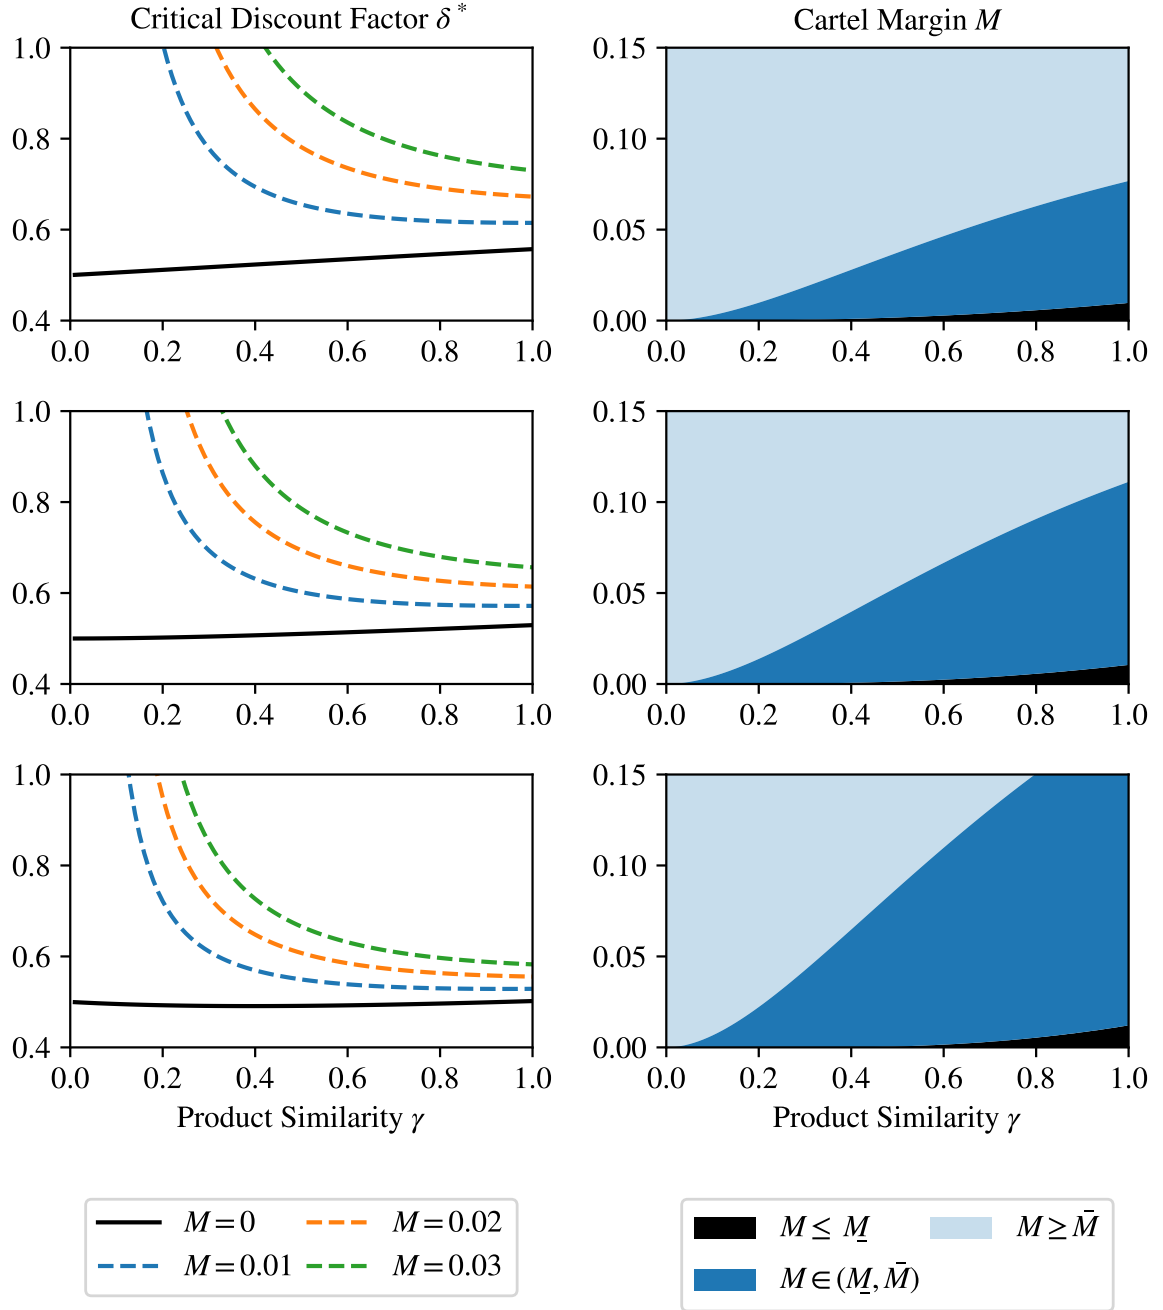 Critical Discount Factor δ*
Cartel Margin M
1.0
0.8
0.6
0.4
0.0 0.2 0.4 0.6 0.8 1.0
0.15
0.10
0.05
0.00
0.0 0.2 0.4 0.6 0.8 1.0
1.0
0.8
0.6
0.4
0.0 0.2 0.4 0.6 0.8 1.0
0.15
0.10
0.05
0.00
0.0 0.2 0.4 0.6 0.8 1.0
1.0
0.8
0.6
0.4
0.0 0.2 0.4 0.6 0.8 1.0
Product Similarity γ
0.15
0.10
0.05
0.00
0.0 0.2 0.4 0.6 0.8 1.0
Product Similarity γ
M = 0 M = 0.02
M = 0.01 M = 0.03
M ≤ M̲ M ≥ M̄
M ∈ (M̲, M̄)